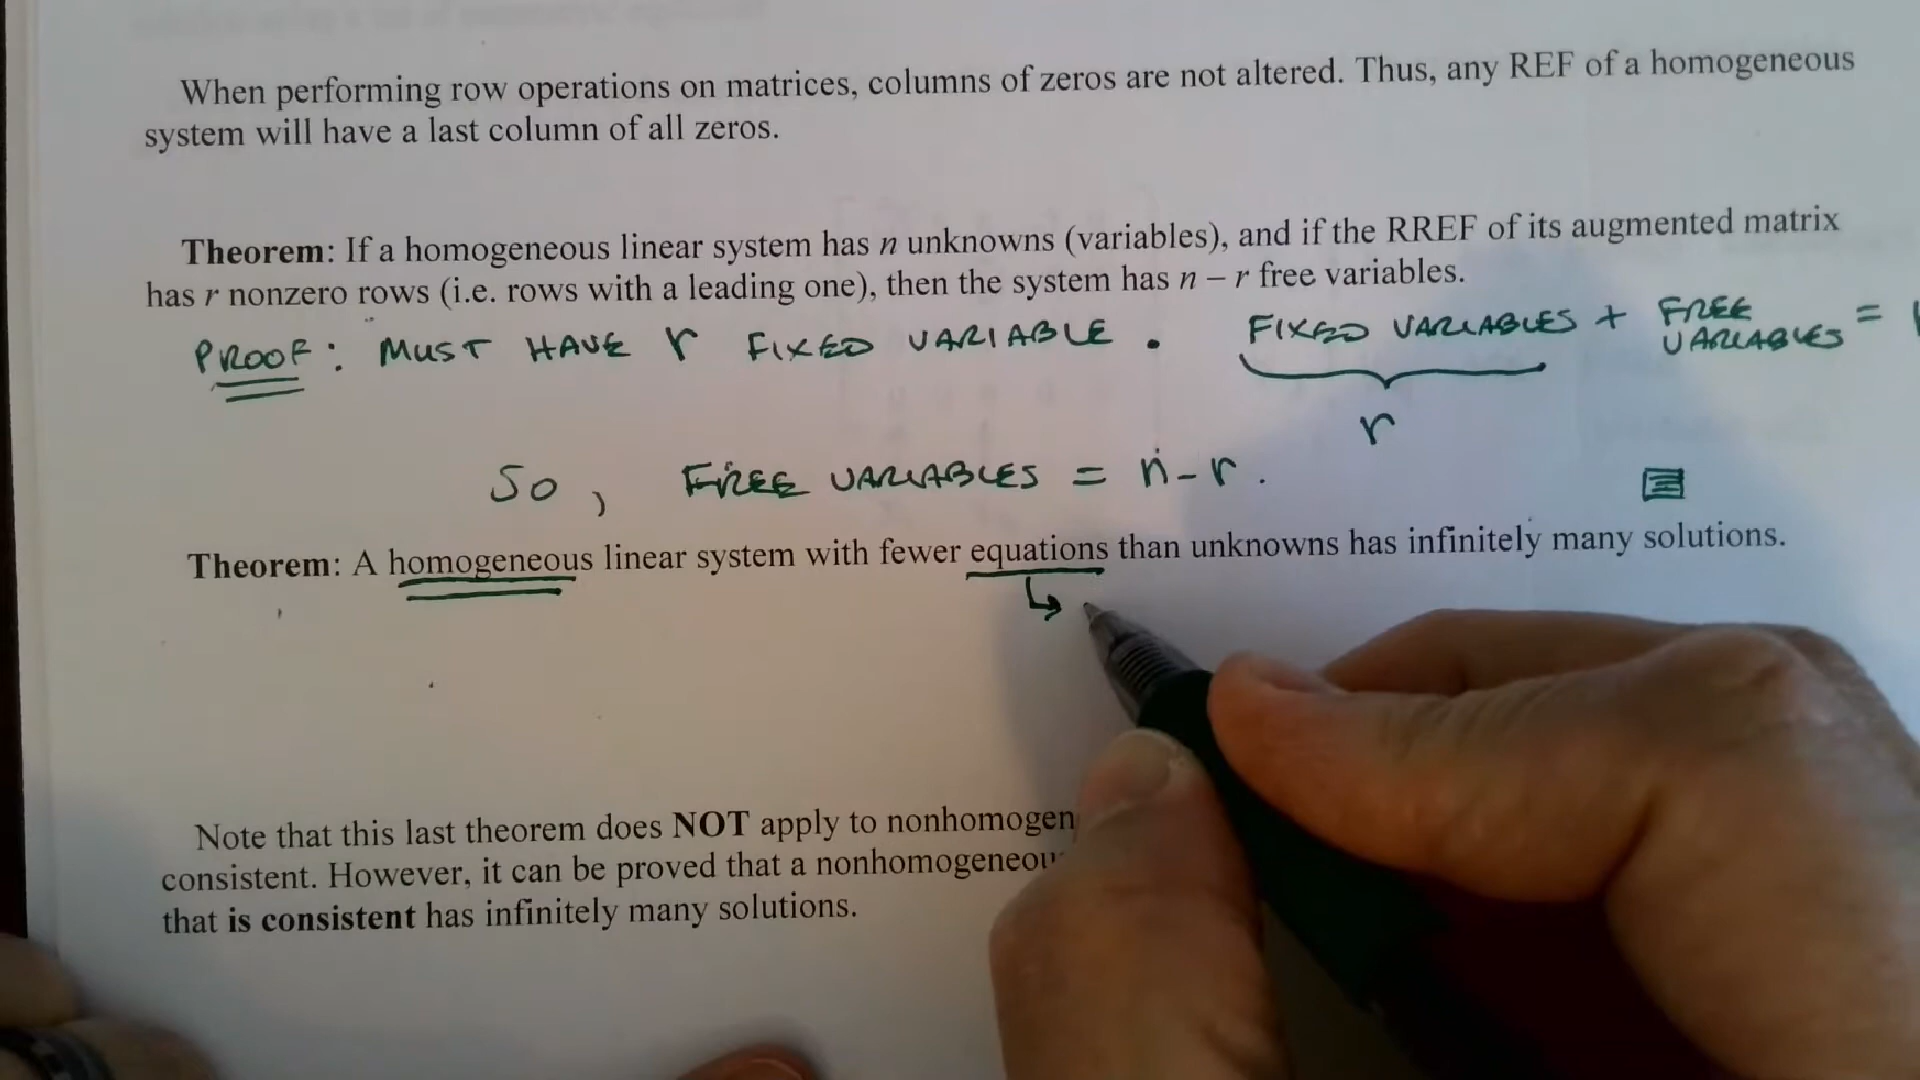 When performing row operations on matrices, columns of zeros are not altered. Thus, any REF of a homogeneous
system will have a last column of all zeros.
Theorem: If a homogeneous linear system has n unknowns (variables), and if the RREF of its augmented matrix
has r nonzero rows (i.e. rows with a leading one), then the system has n – r free variables.
PROOF: MUST HAVE r FIXED VARIABLE. FIXED VARIABLES + FREE VARIABLES =
r
So, FREE VARIABLES = n-r.
Theorem: A homogeneous linear system with fewer equations than unknowns has infinitely many solutions.
Note that this last theorem does NOT apply to nonhomogen
consistent. However, it can be proved that a nonhomogeneou
that is consistent has infinitely many solutions.